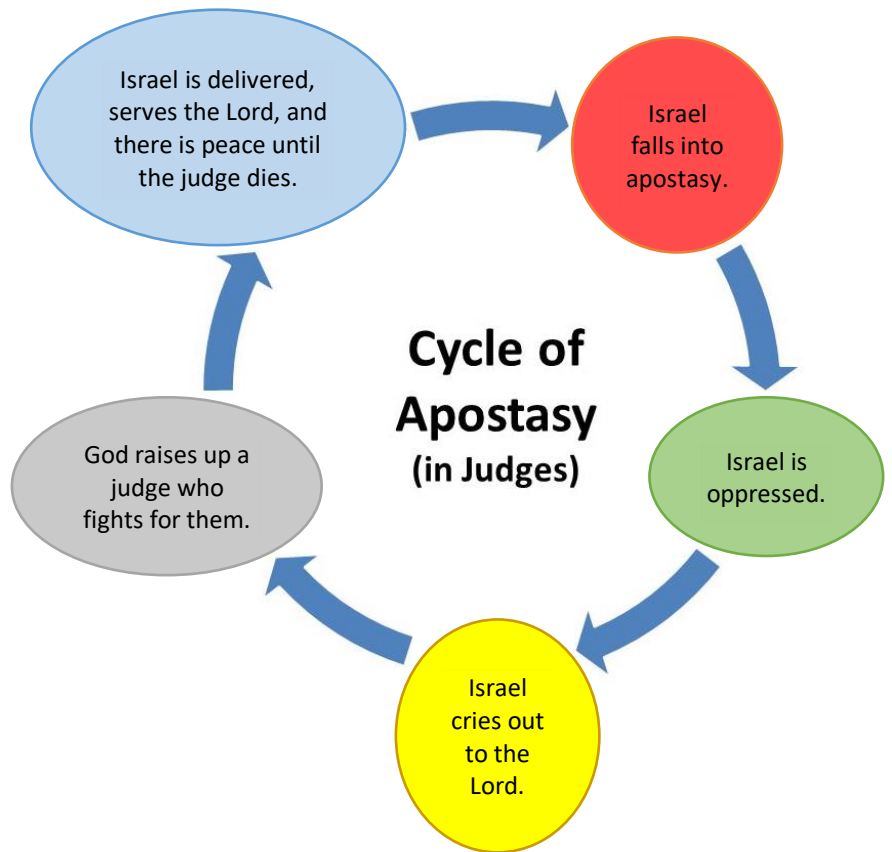 Israel is delivered,
serves the Lord, and
there is peace until
the judge dies.
Israel
falls into
apostasy.
Cycle of
Apostasy
(in Judges)
God raises up a
judge who
fights for them.
Israel is
oppressed.
Israel
cries out
to the
Lord.